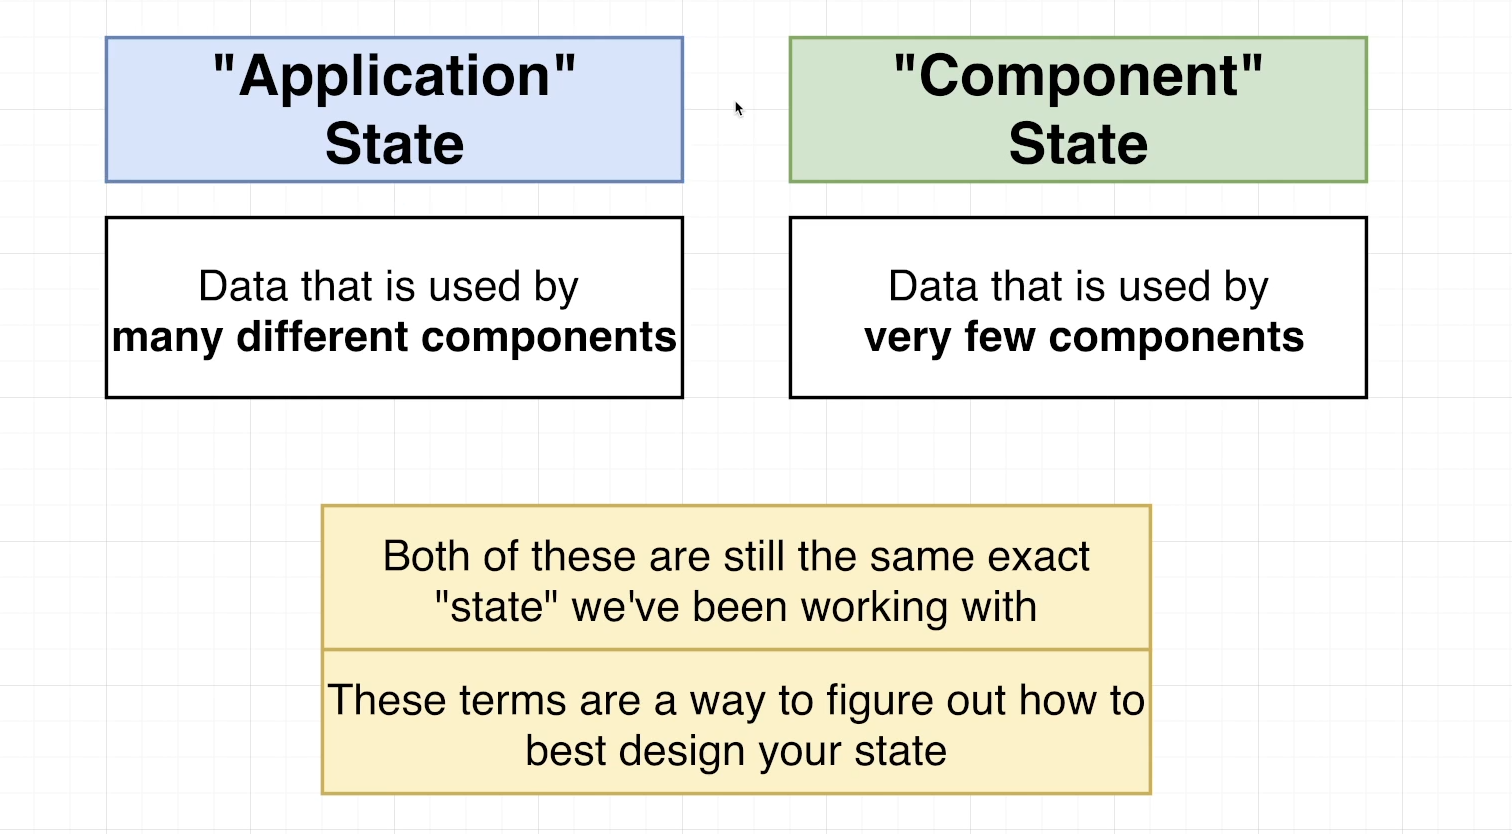 "Application"
State
"Component"
State
Data that is used by
many different components
Data that is used by
very few components
Both of these are still the same exact
"state" we've been working with
These terms are a way to figure out how to
best design your state